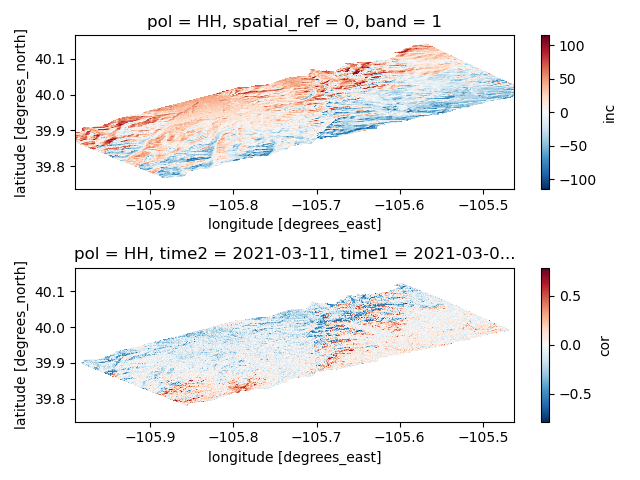 pol = HH, spatial_ref = 0, band = 1
40.1
40.0
39.9
39.8
latitude [degrees_north]
−105.9 −105.8 −105.7 −105.6 −105.5
longitude [degrees_east]
100
50
0
−50
−100
inc
pol = HH, time2 = 2021-03-11, time1 = 2021-03-0...
40.1
40.0
39.9
39.8
latitude [degrees_north]
−105.9 −105.8 −105.7 −105.6 −105.5
longitude [degrees_east]
0.5
0.0
−0.5
cor